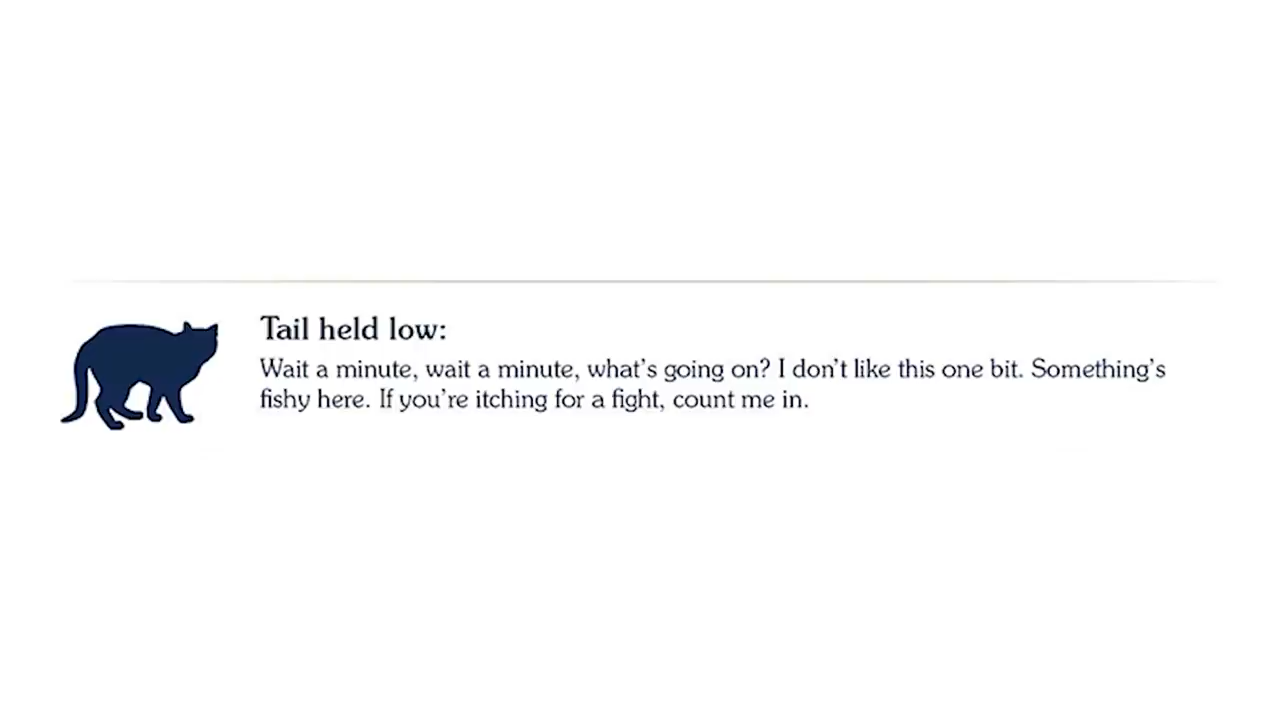 Tail held low:
Wait a minute, wait a minute, what's going on? I don't like this one bit. Something's
fishy here. If you're itching for a fight, count me in.